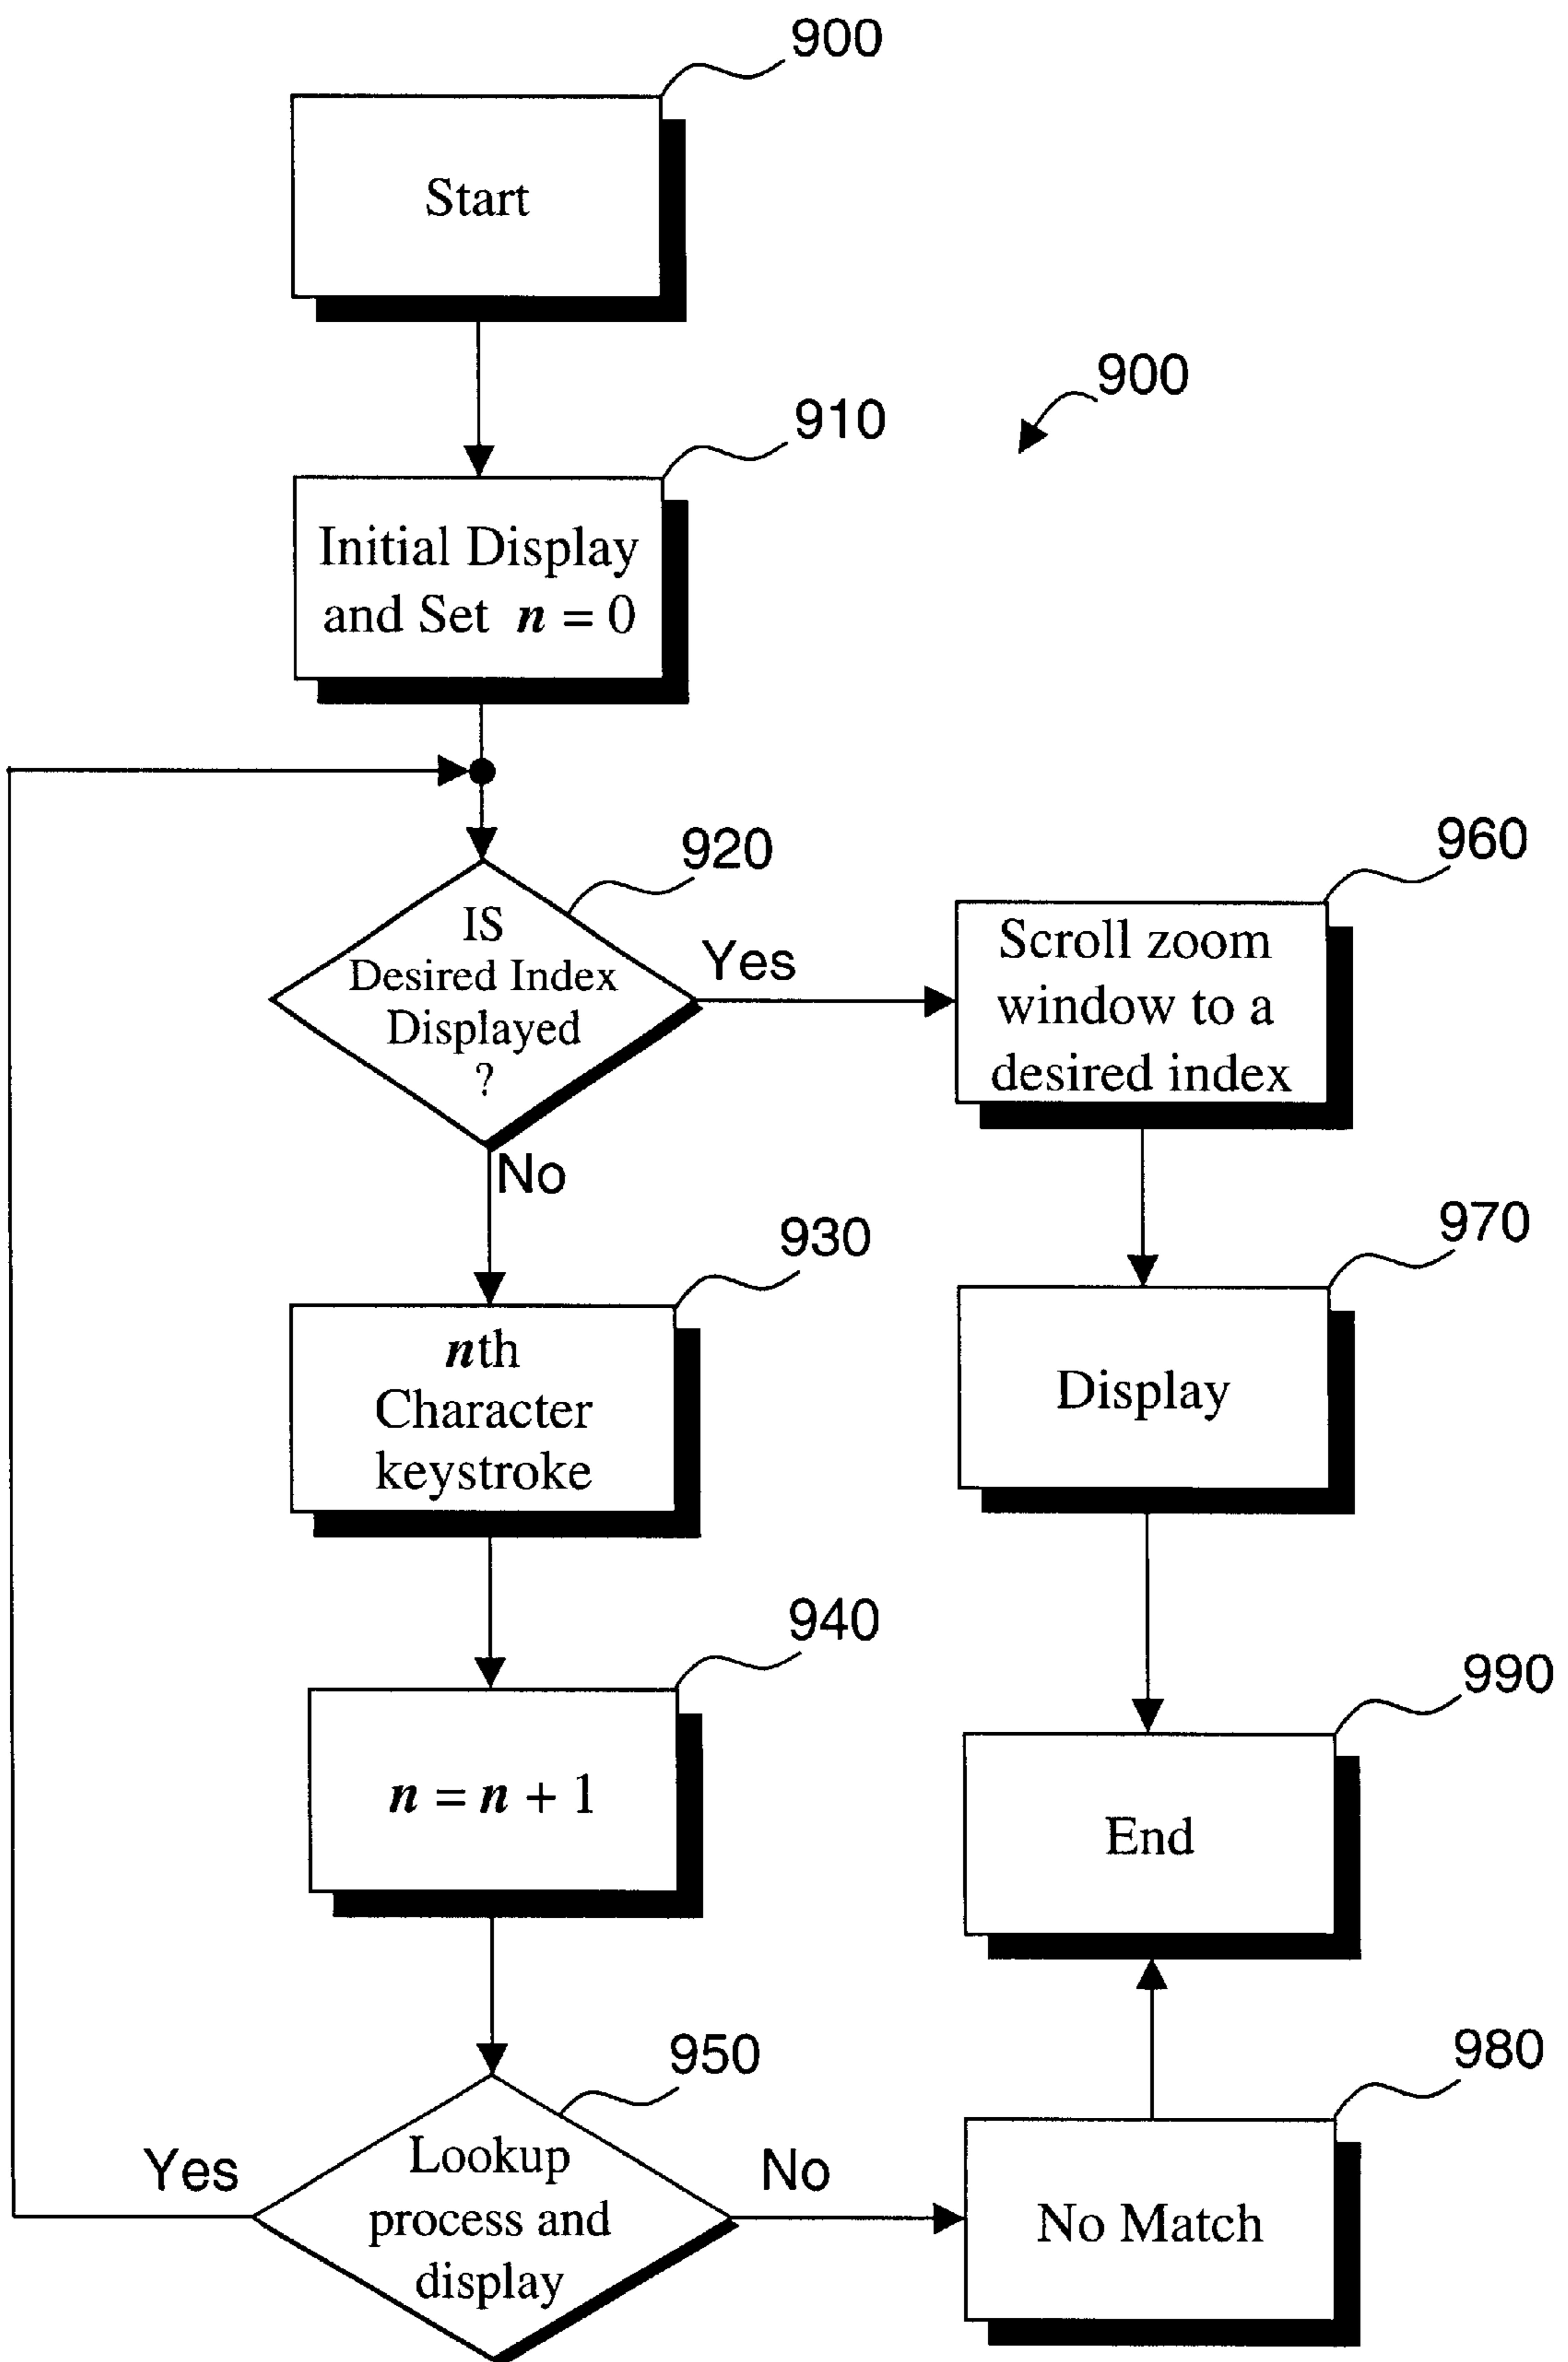 900
Start
900
910
Initial Display
and Set n = 0
920
IS
Desired Index
Displayed
?
Yes
No
960
Scroll zoom
window to a
desired index
930
nth
Character
keystroke
970
Display
940
n = n + 1
990
End
950
Lookup
process and
display
Yes
No
980
No Match